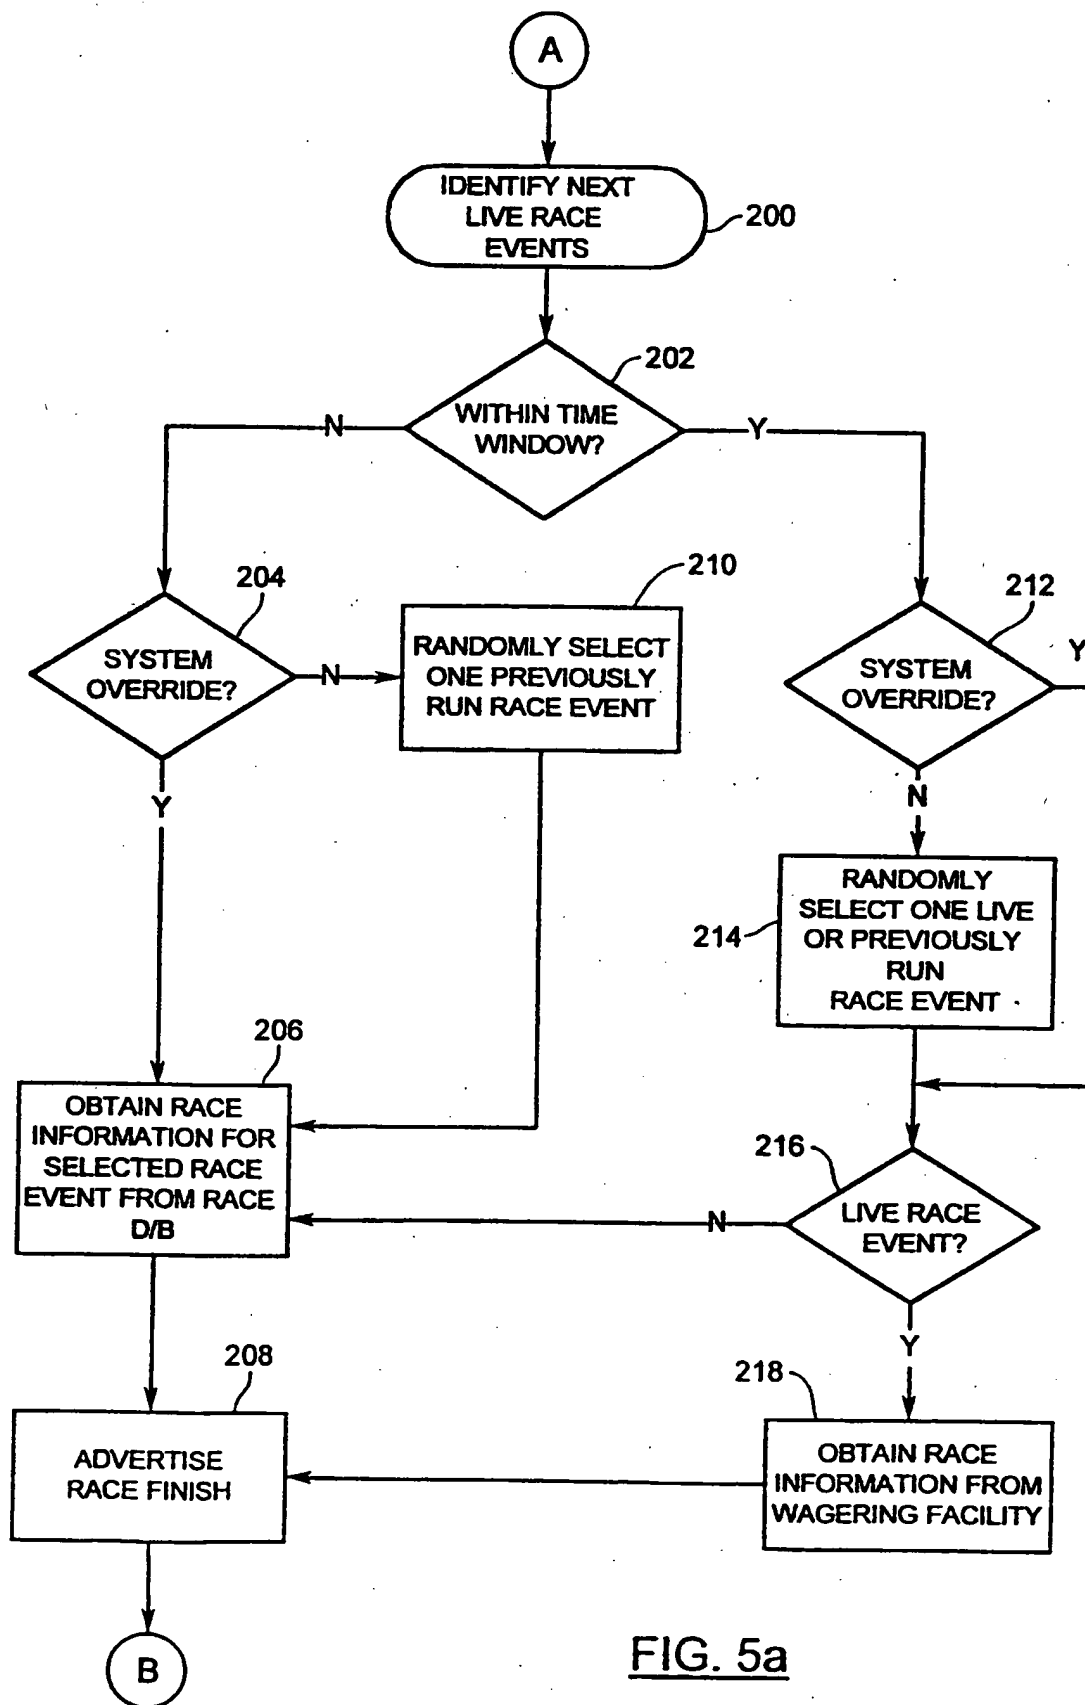 A
IDENTIFY NEXT
LIVE RACE
EVENTS
200
202
WITHIN TIME
WINDOW?
N
Y
204
SYSTEM
OVERRIDE?
N
Y
210
RANDOMLY SELECT
ONE PREVIOUSLY
RUN RACE EVENT
212
SYSTEM
OVERRIDE?
Y
N
214
RANDOMLY
SELECT ONE LIVE
OR PREVIOUSLY
RUN
RACE EVENT
206
OBTAIN RACE
INFORMATION FOR
SELECTED RACE
EVENT FROM RACE
D/B
216
LIVE RACE
EVENT?
N
Y
208
ADVERTISE
RACE FINISH
218
OBTAIN RACE
INFORMATION FROM
WAGERING FACILITY
B
FIG. 5a